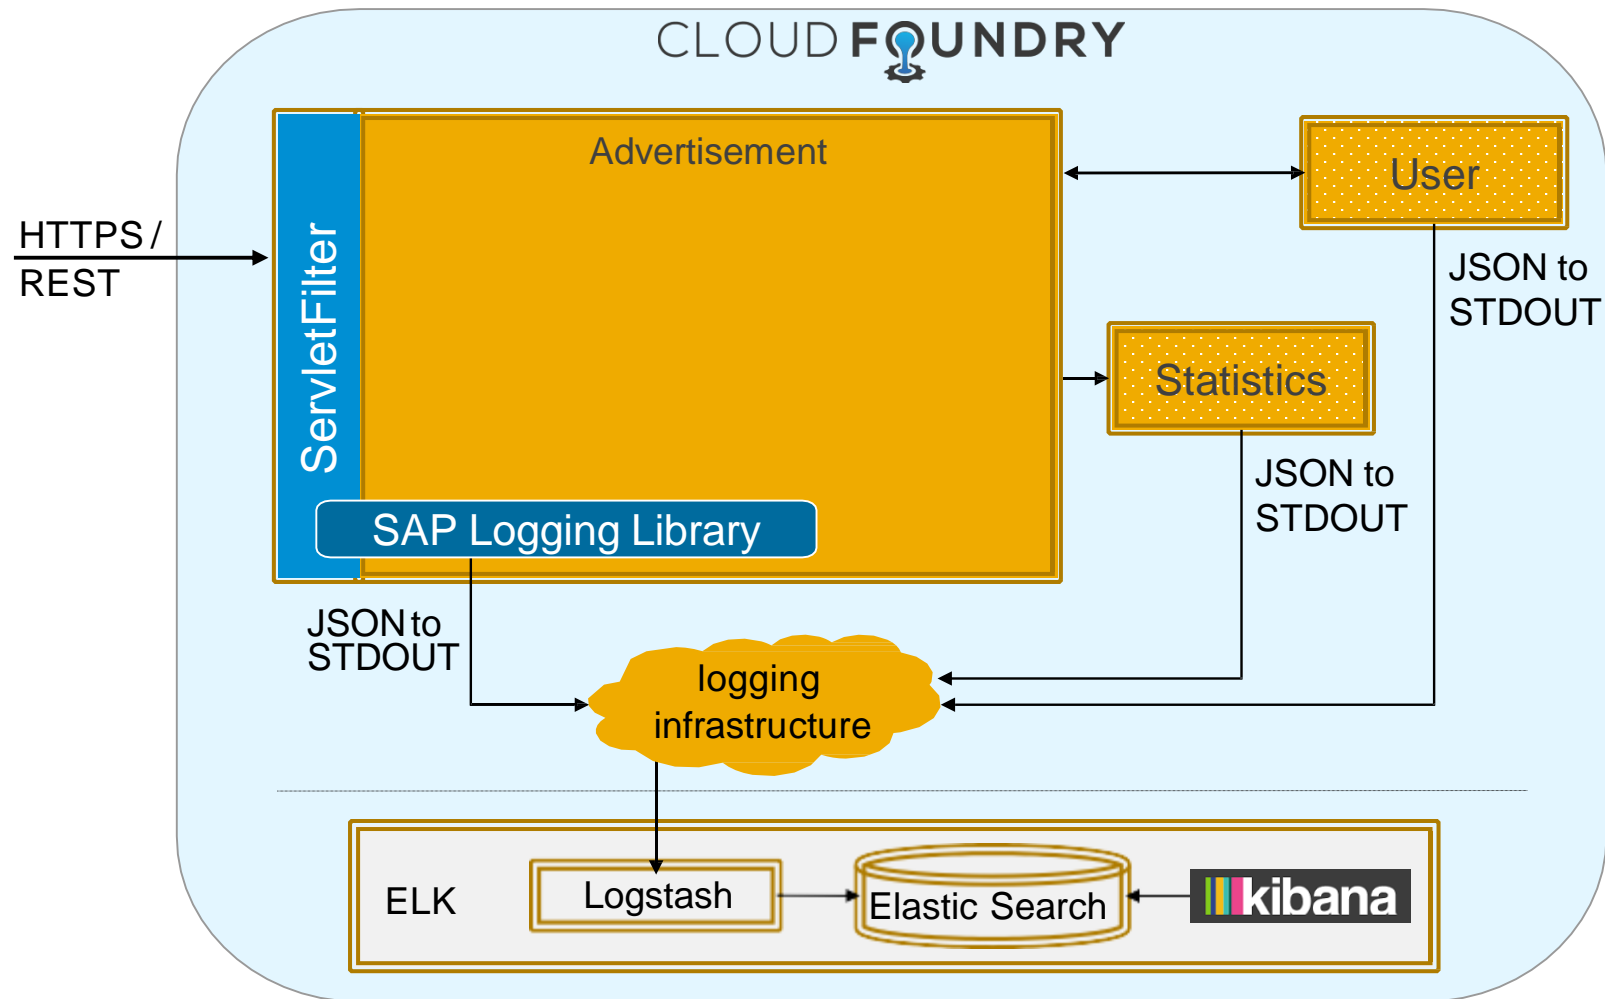 CLOUD FOUNDRY
Advertisement
User
HTTPS /
REST
ServletFilter
JSON to
STDOUT
Statistics
JSON to
STDOUT
SAP Logging Library
JSON to
STDOUT
logging
infrastructure
ELK
Logstash
Elastic Search
kibana